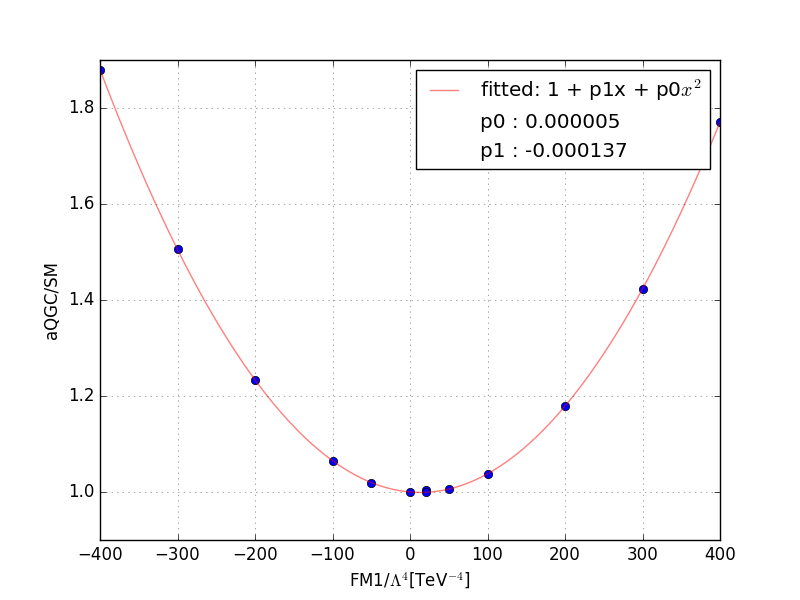 fitted: 1 + p1x + p0x²
p0 : 0.000005
p1 : -0.000137
1.8
1.6
1.4
1.2
1.0
aQGC/SM
−400 −300 −200 −100 0 100 200 300 400
FM1/Λ⁴[TeV⁻⁴]